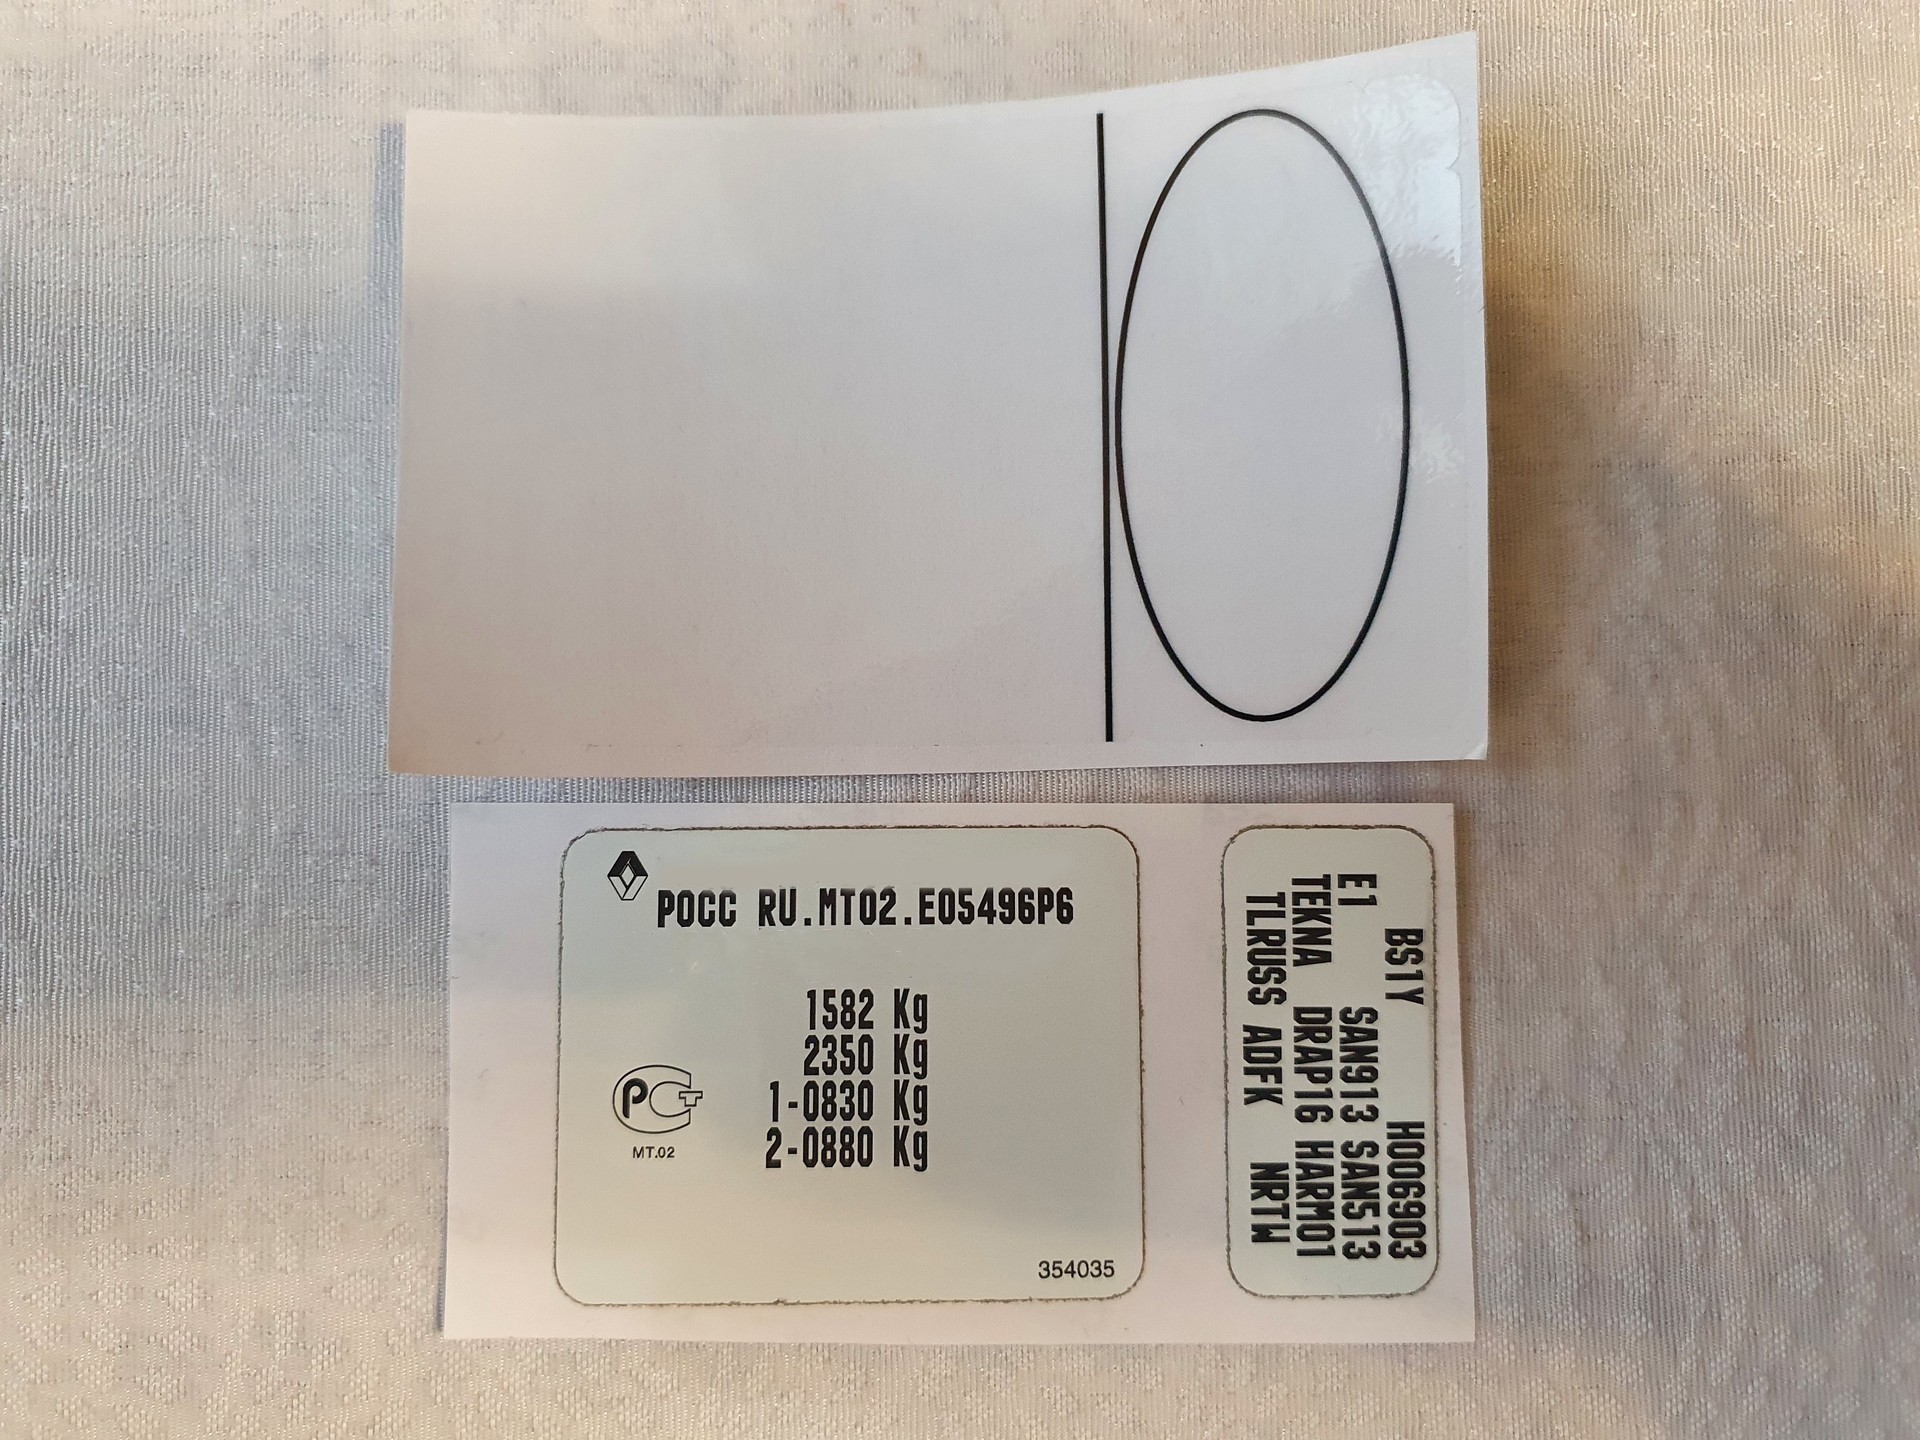 РОСС RU.MT02.E05496P6
1582 Kg
2350 Kg
1-0830 Kg
2-0880 Kg
РСТ
MT.02
354035
BS1Y H006903
E1 SAN913 SAN513
TEKNA DRAP16 HARM01
TLRUSS ADFK NRTW